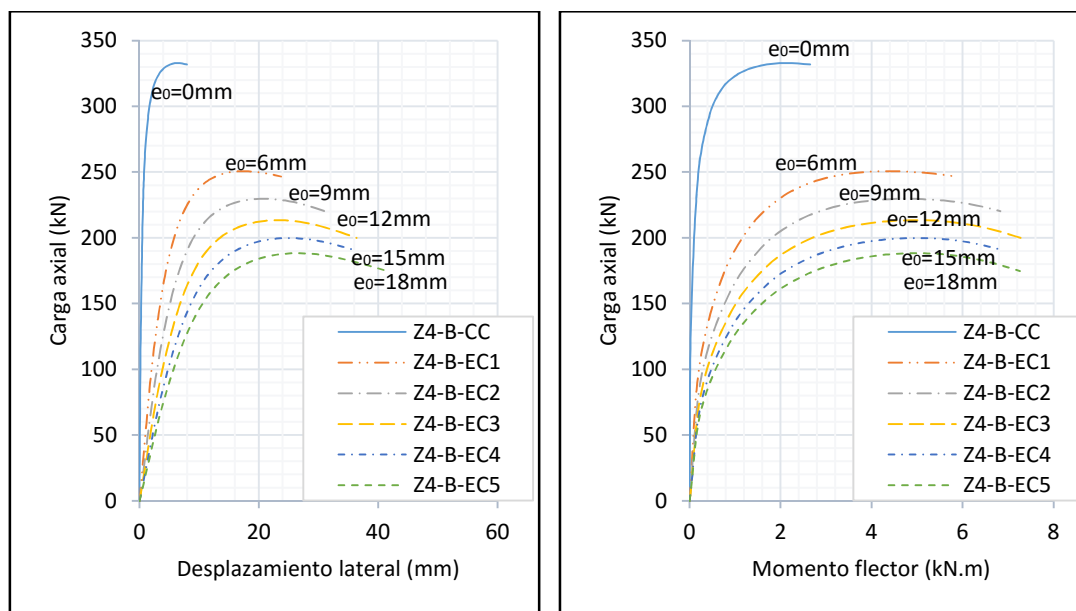 350
300
250
200
150
100
50
0
Carga axial (kN)
e₀=0mm
e₀=6mm
e₀=9mm
e₀=12mm
e₀=15mm
e₀=18mm
Z4-B-CC
Z4-B-EC1
Z4-B-EC2
Z4-B-EC3
Z4-B-EC4
Z4-B-EC5
0 20 40 60
Desplazamiento lateral (mm)
350
300
250
200
150
100
50
0
Carga axial (kN)
e₀=0mm
e₀=6mm
e₀=9mm
e₀=12mm
e₀=15mm
e₀=18mm
Z4-B-CC
Z4-B-EC1
Z4-B-EC2
Z4-B-EC3
Z4-B-EC4
Z4-B-EC5
0 2 4 6 8
Momento flector (kN.m)